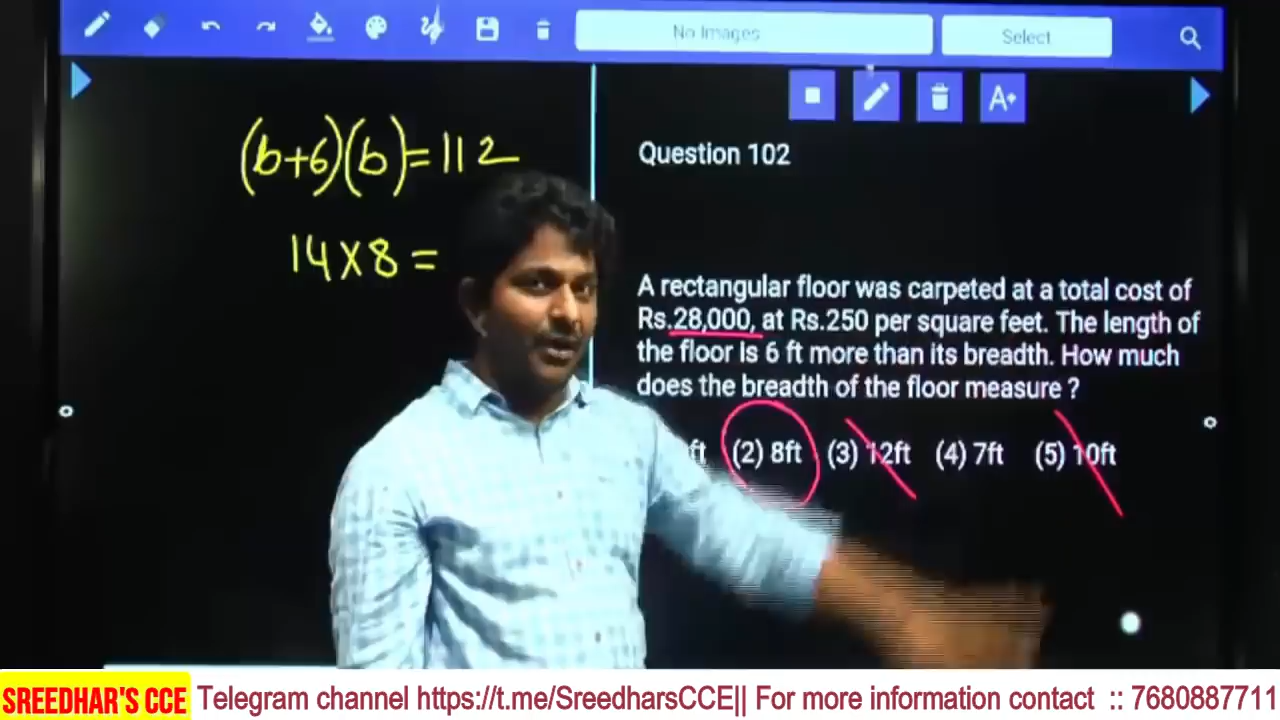 No Images
Select
A+
(b+6)(b)=112
14x8=
Question 102
A rectangular floor was carpeted at a total cost of
Rs.28,000, at Rs.250 per square feet. The length of
the floor is 6 ft more than its breadth. How much
does the breadth of the floor measure ?
ft (2) 8ft (3) 12ft (4) 7ft (5) 10ft
SREEDHAR'S CCE Telegram channel https://t.me/SreedharsCCE|| For more information contact :: 7680887711